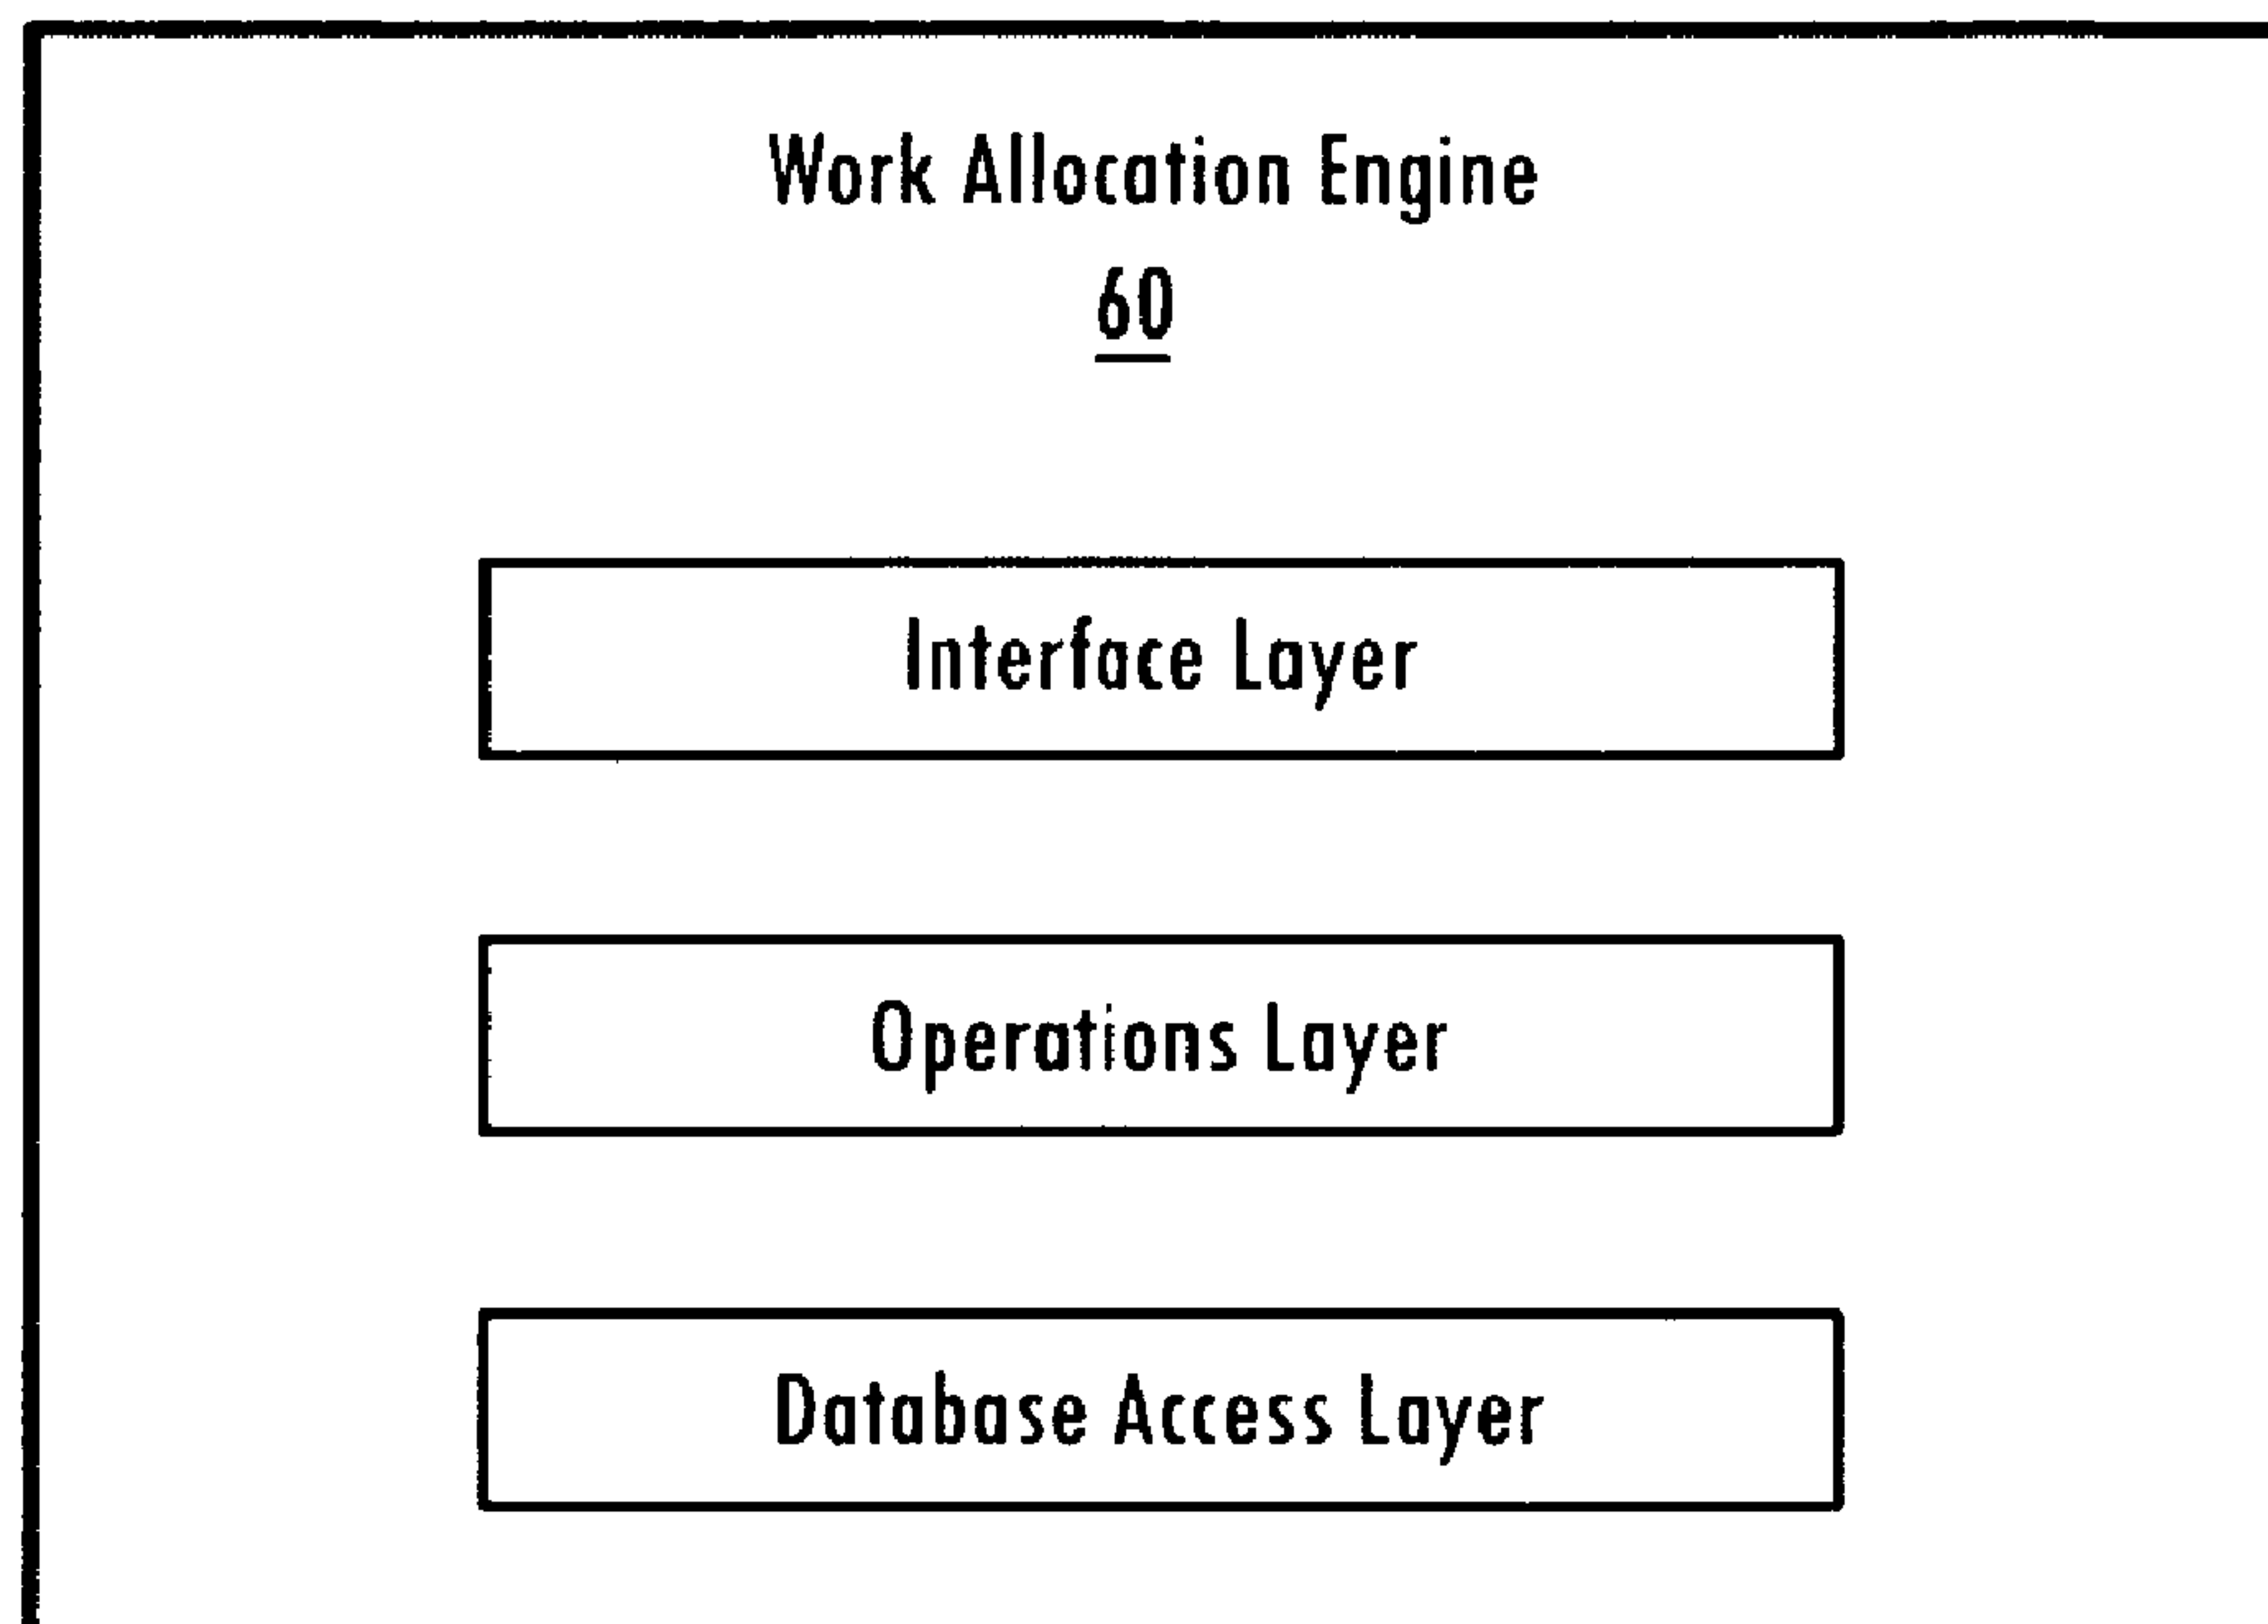 Work Allocation Engine
60
Interface Layer
Operations Layer
Database Access Layer